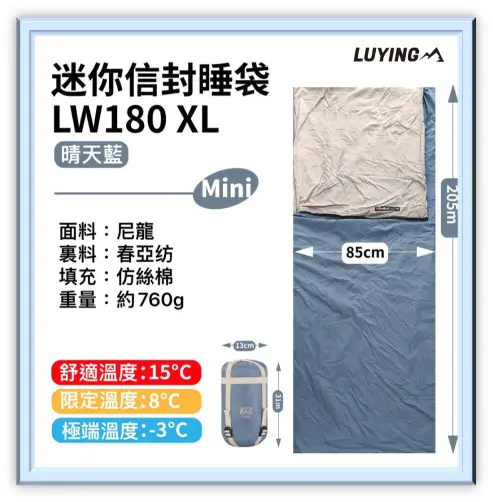 LUYING
迷你信封睡袋
LW180 XL
晴天藍
Mini
面料：尼龍
裏料：春亞纺
填充：仿絲棉
重量：約760g
85cm
205m
舒適溫度:15°C
限定溫度:8°C
極端溫度:-3°C
13cm
31m